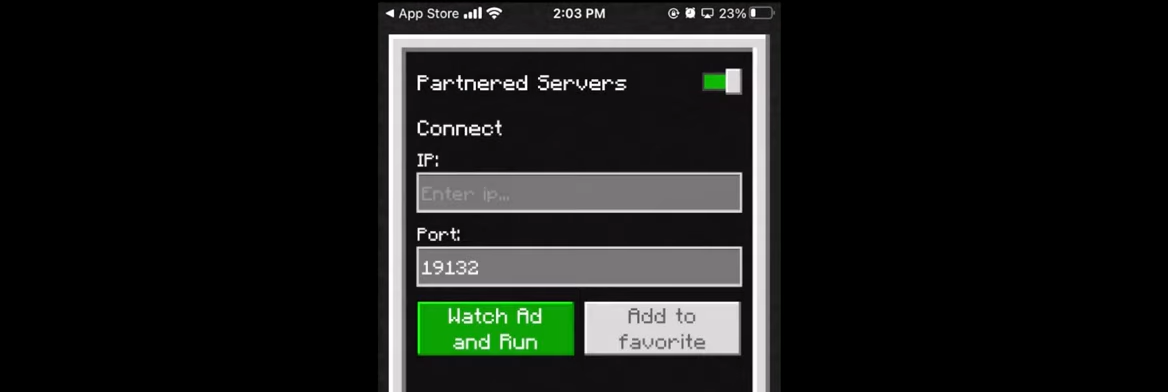 ◀ App Store 2:03 PM 23%
Partnered Servers
Connect
IP:
Enter ip...
Port:
19132
Watch Ad
and Run
Add to
favorite